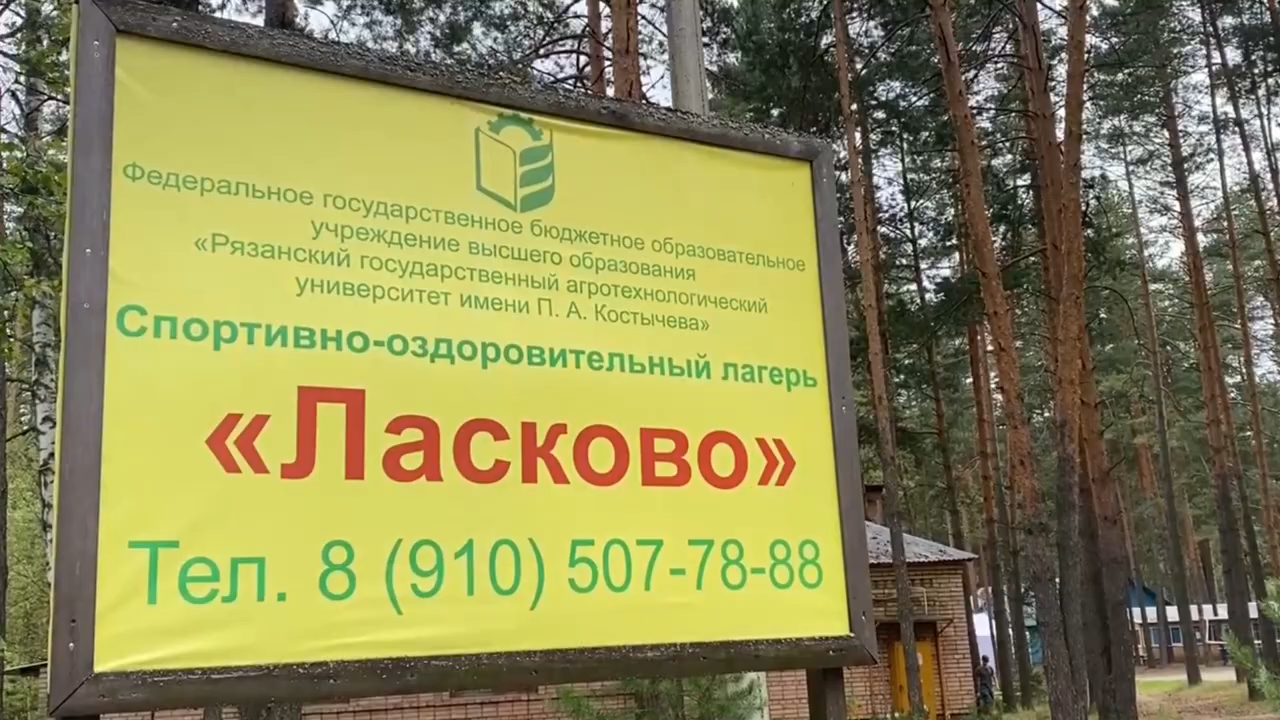 Федеральное государственное бюджетное образовательное
учреждение высшего образования
«Рязанский государственный агротехнологический
университет имени П. А. Костычева»
Спортивно-оздоровительный лагерь
«Ласково»
Тел. 8 (910) 507-78-88